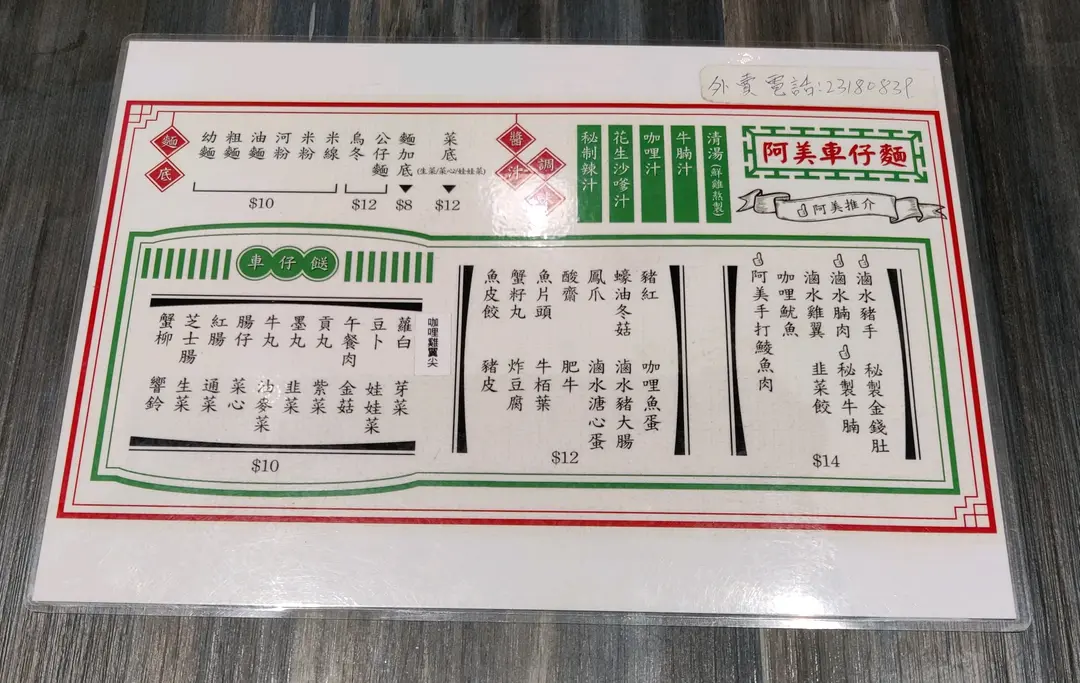 外賣電話:23180839
阿美車仔麵
阿美推介
麵底
幼麵
粗麵
油麵
河粉
米粉
米線
$10
烏冬
公仔麵
$12
麵加底
$8
菜底
(生菜/菜心/娃娃菜)
$12
醬汁調
清湯(鮮雞熬製)
牛腩汁
咖哩汁
花生沙嗲汁
秘制辣汁
車仔餸
蘿白
豆卜
午餐肉
貢丸
墨丸
牛丸
腸仔
紅腸
芝士腸
蟹柳
芽菜
娃娃菜
金菇
紫菜
韭菜
油麥菜
菜心
通菜
生菜
響鈴
咖哩雞翼尖
$10
豬紅
蠔油冬菇
鳳爪
酸齋
魚片頭
蟹籽丸
魚皮餃
咖哩魚蛋
滷水豬大腸
滷水溏心蛋
肥牛
牛栢葉
炸豆腐
豬皮
$12
滷水豬手
滷水腩肉
滷水雞翼
咖哩魷魚
阿美手打鯪魚肉
秘製金錢肚
秘製牛腩
韭菜餃
$14